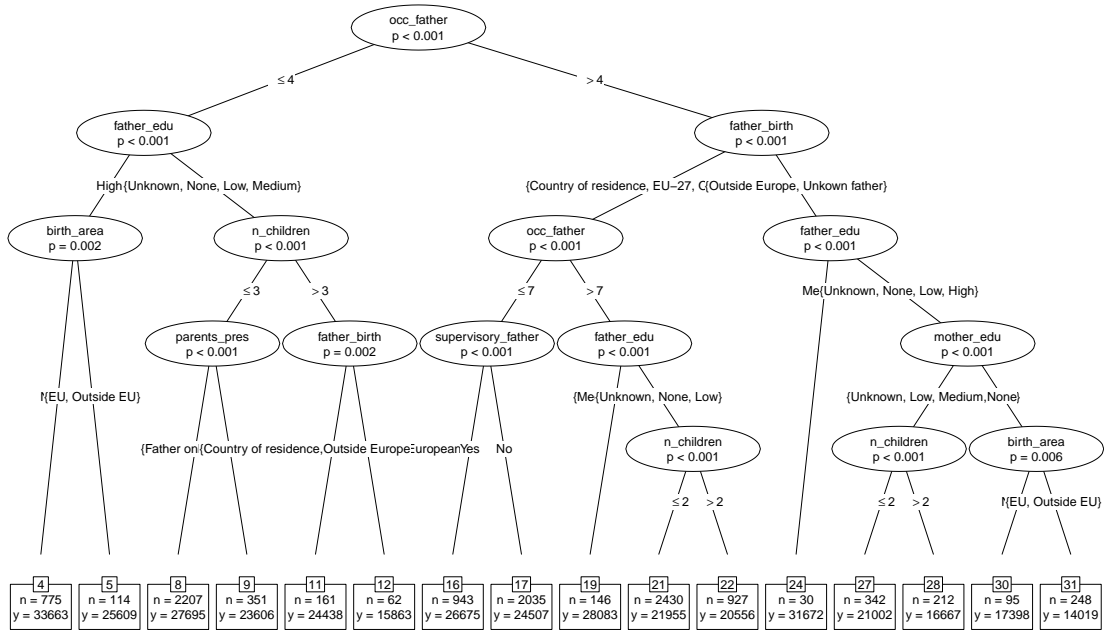 occ_father
p < 0.001
≤ 4
> 4
father_edu
p < 0.001
father_birth
p < 0.001
High
{Unknown, None, Low, Medium}
{Country of residence, EU−27,
{Outside Europe, Unkown father}
birth_area
p = 0.002
n_children
p < 0.001
occ_father
p < 0.001
father_edu
p < 0.001
≤ 3
> 3
≤ 7
> 7
{Unknown, None, Low, High}
parents_pres
p < 0.001
father_birth
p = 0.002
supervisory_father
p < 0.001
father_edu
p < 0.001
mother_edu
p < 0.001
{EU, Outside EU}
{Unknown, None, Low}
{Unknown, Low, Medium,
None}
n_children
p < 0.001
n_children
p < 0.001
birth_area
p = 0.006
{Father
{Country of residence,
Outside Europe
European
Yes
No
≤ 2
> 2
≤ 2
> 2
{EU, Outside EU}
4
n = 775
y = 33663
5
n = 114
y = 25609
8
n = 2207
y = 27695
9
n = 351
y = 23606
11
n = 161
y = 24438
12
n = 62
y = 15863
16
n = 943
y = 26675
17
n = 2035
y = 24507
19
n = 146
y = 28083
21
n = 2430
y = 21955
22
n = 927
y = 20556
24
n = 30
y = 31672
27
n = 342
y = 21002
28
n = 212
y = 16667
30
n = 95
y = 17398
31
n = 248
y = 14019